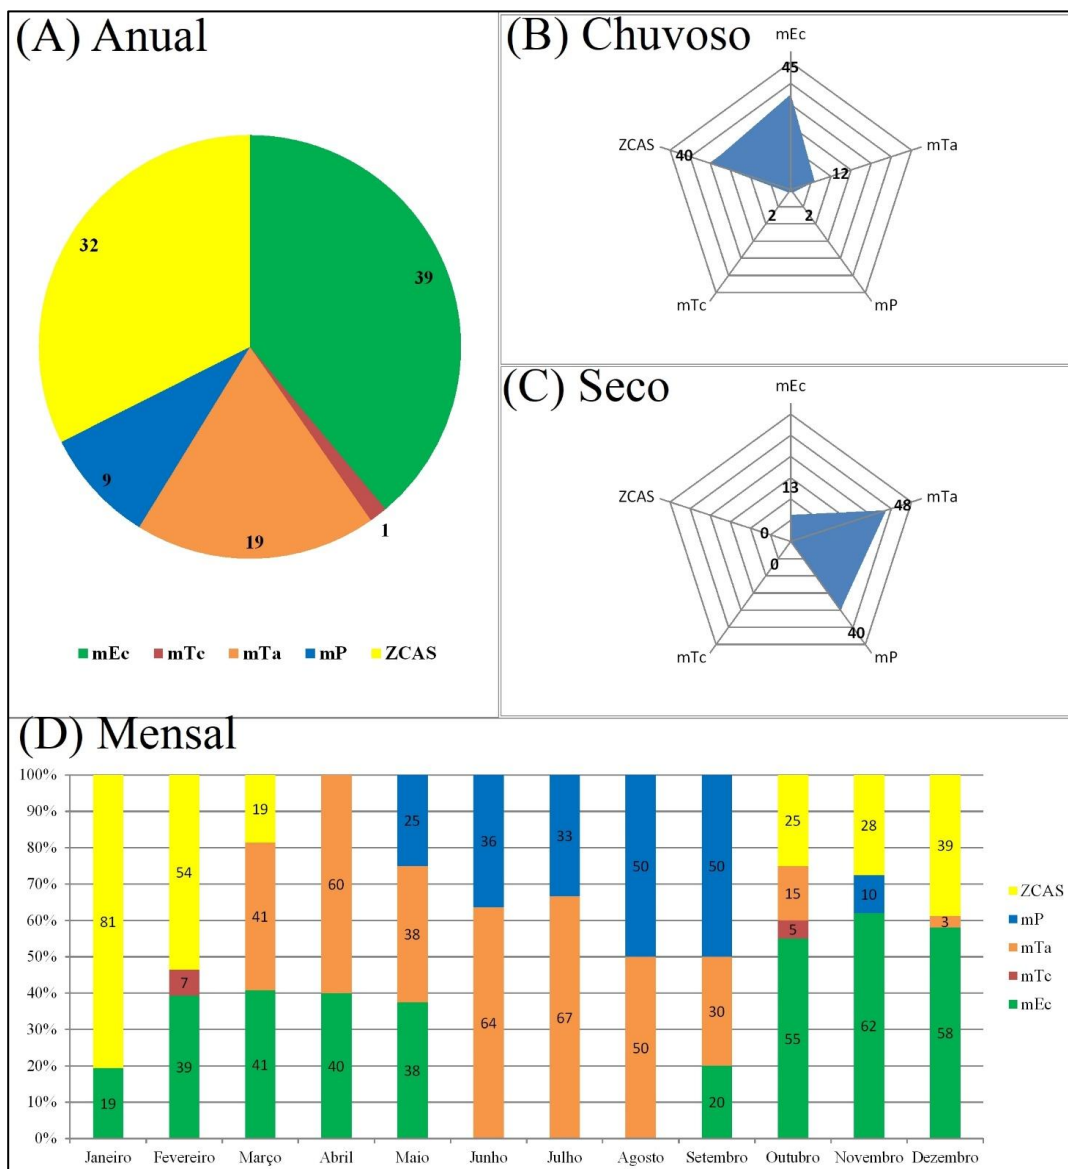 (A) Anual
32
39
9
19
1
mEc mTc mTa mP ZCAS
(B) Chuvoso
mEc
45
ZCAS
40
mTa
12
2
2
mTc
mP
(C) Seco
mEc
13
ZCAS
0
mTa
48
0
40
mTc
mP
(D) Mensal
100%
90%
80%
70%
60%
50%
40%
30%
20%
10%
0%
81
19
54
7
39
19
41
41
60
40
25
38
38
36
64
33
67
50
50
50
30
20
25
15
5
55
28
10
62
39
3
58
Janeiro Fevereiro Março Abril Maio Junho Julho Agosto Setembro Outubro Novembro Dezembro
ZCAS
mP
mTa
mTc
mEc